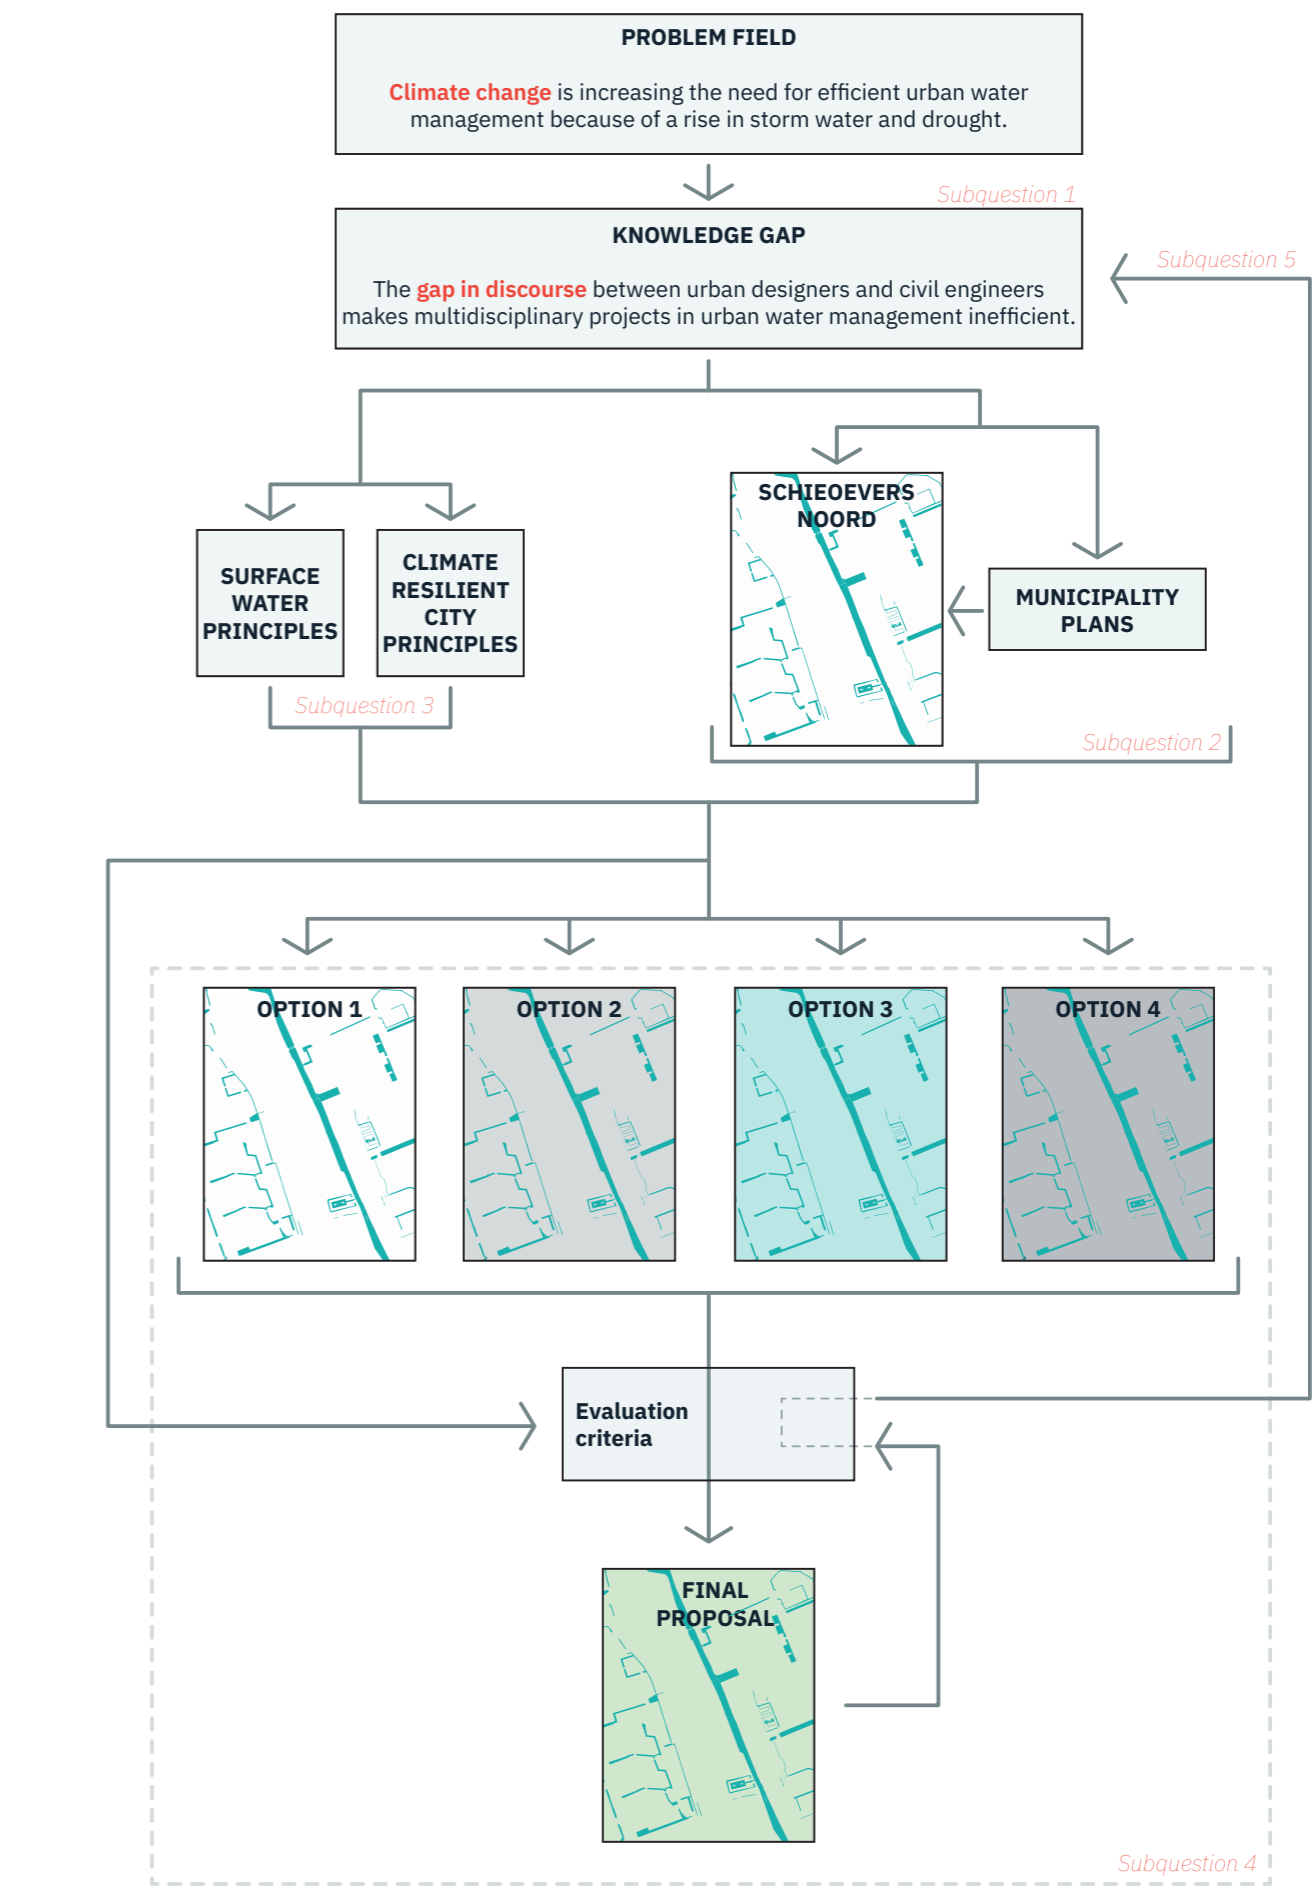 PROBLEM FIELD
Climate change is increasing the need for efficient urban water
management because of a rise in storm water and drought.
Subquestion 1
KNOWLEDGE GAP
The gap in discourse between urban designers and civil engineers
makes multidisciplinary projects in urban water management inefficient.
Subquestion 5
SURFACE
WATER
PRINCIPLES
CLIMATE
RESILIENT
CITY
PRINCIPLES
SCHIEOEVERS
NOORD
MUNICIPALITY
PLANS
Subquestion 3
Subquestion 2
OPTION 1
OPTION 2
OPTION 3
OPTION 4
Evaluation
criteria
FINAL
PROPOSAL
Subquestion 4